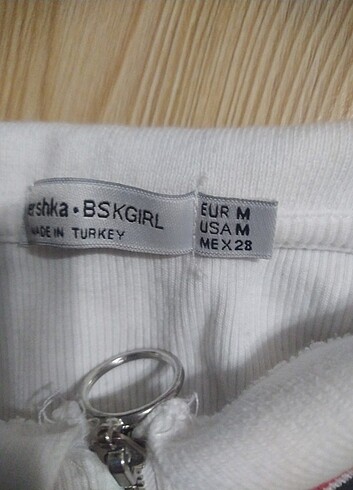 ershka • BSKGIRL
MADE IN TURKEY
EUR M
USA M
MEX 28